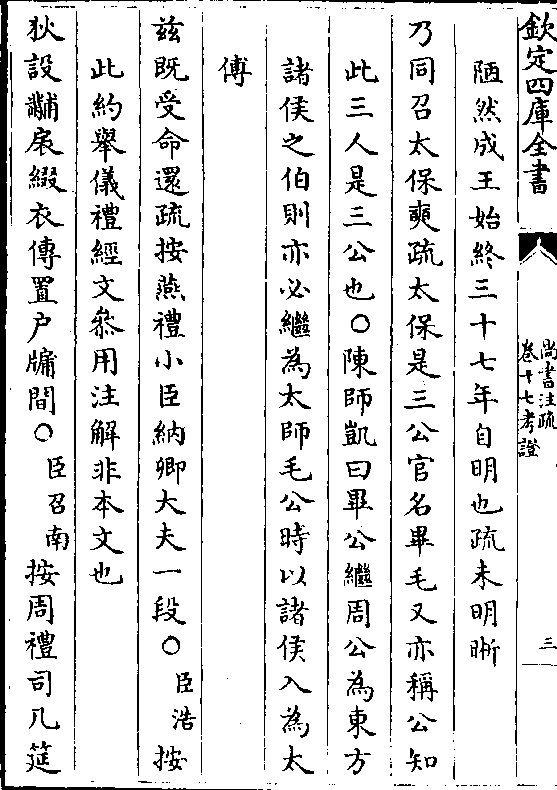 欽定四庫全書
尚書注疏
卷十七考證
三
陋然成王始終三十七年自明也疏未明晰
乃同召太保奭疏太保是三公官名畢毛又亦稱公知
此三人是三公也〇陳師凱曰畢公繼周公為東方
諸侯之伯則亦必繼為太師毛公時以諸侯入為太
傅
兹既受命還疏按燕禮小臣納卿大夫一段〇臣浩按
此約舉儀禮經文叅用注解非本文也
狄設黼扆綴衣傳置户牖間〇臣召南按周禮司几筵